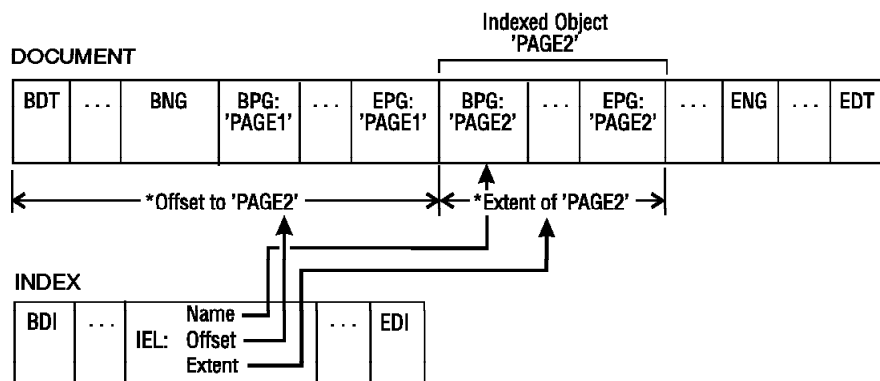 Indexed Object
'PAGE2'
DOCUMENT
BDT ... BNG BPG: ... EPG: BPG: ... EPG: ... ENG ... EDT
'PAGE1' 'PAGE1' 'PAGE2' 'PAGE2'
*Offset to 'PAGE2' *Extent of 'PAGE2'
INDEX
Name
BDI ... IEL: Offset ... EDI
Extent